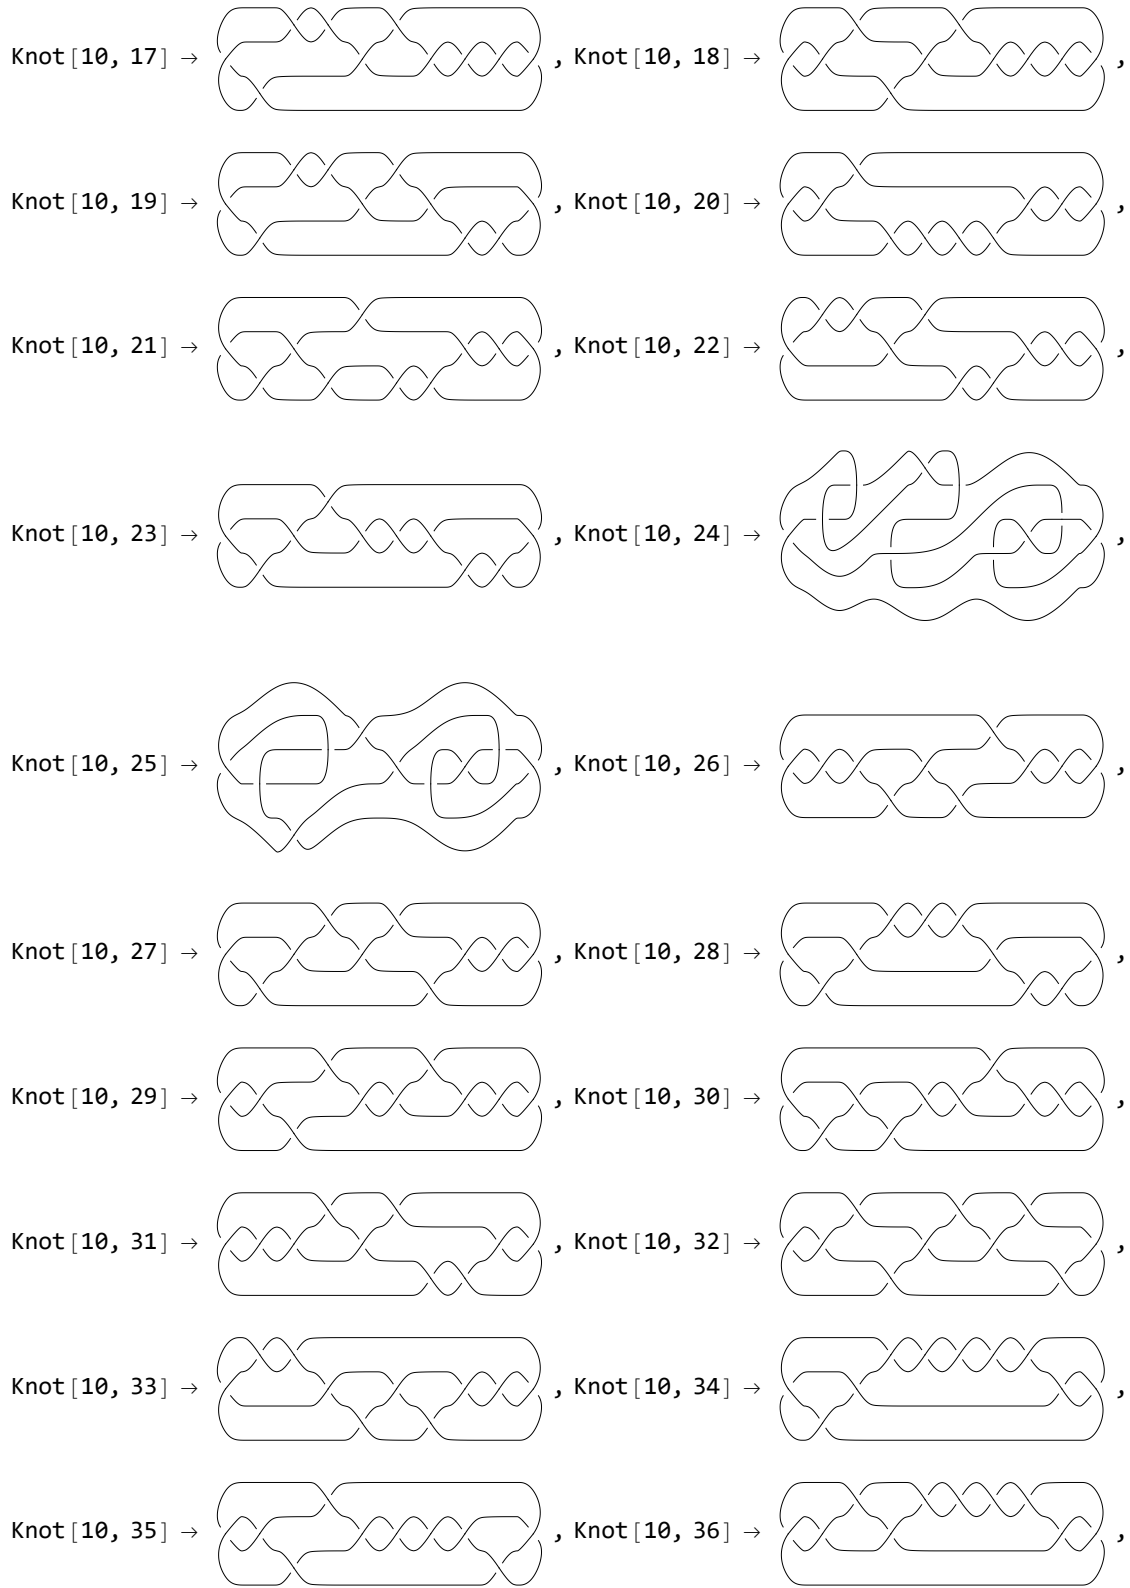 Knot[10, 17] → , Knot[10, 18] → ,
Knot[10, 19] → , Knot[10, 20] → ,
Knot[10, 21] → , Knot[10, 22] → ,
Knot[10, 23] → , Knot[10, 24] → ,
Knot[10, 25] → , Knot[10, 26] → ,
Knot[10, 27] → , Knot[10, 28] → ,
Knot[10, 29] → , Knot[10, 30] → ,
Knot[10, 31] → , Knot[10, 32] → ,
Knot[10, 33] → , Knot[10, 34] → ,
Knot[10, 35] → , Knot[10, 36] → ,